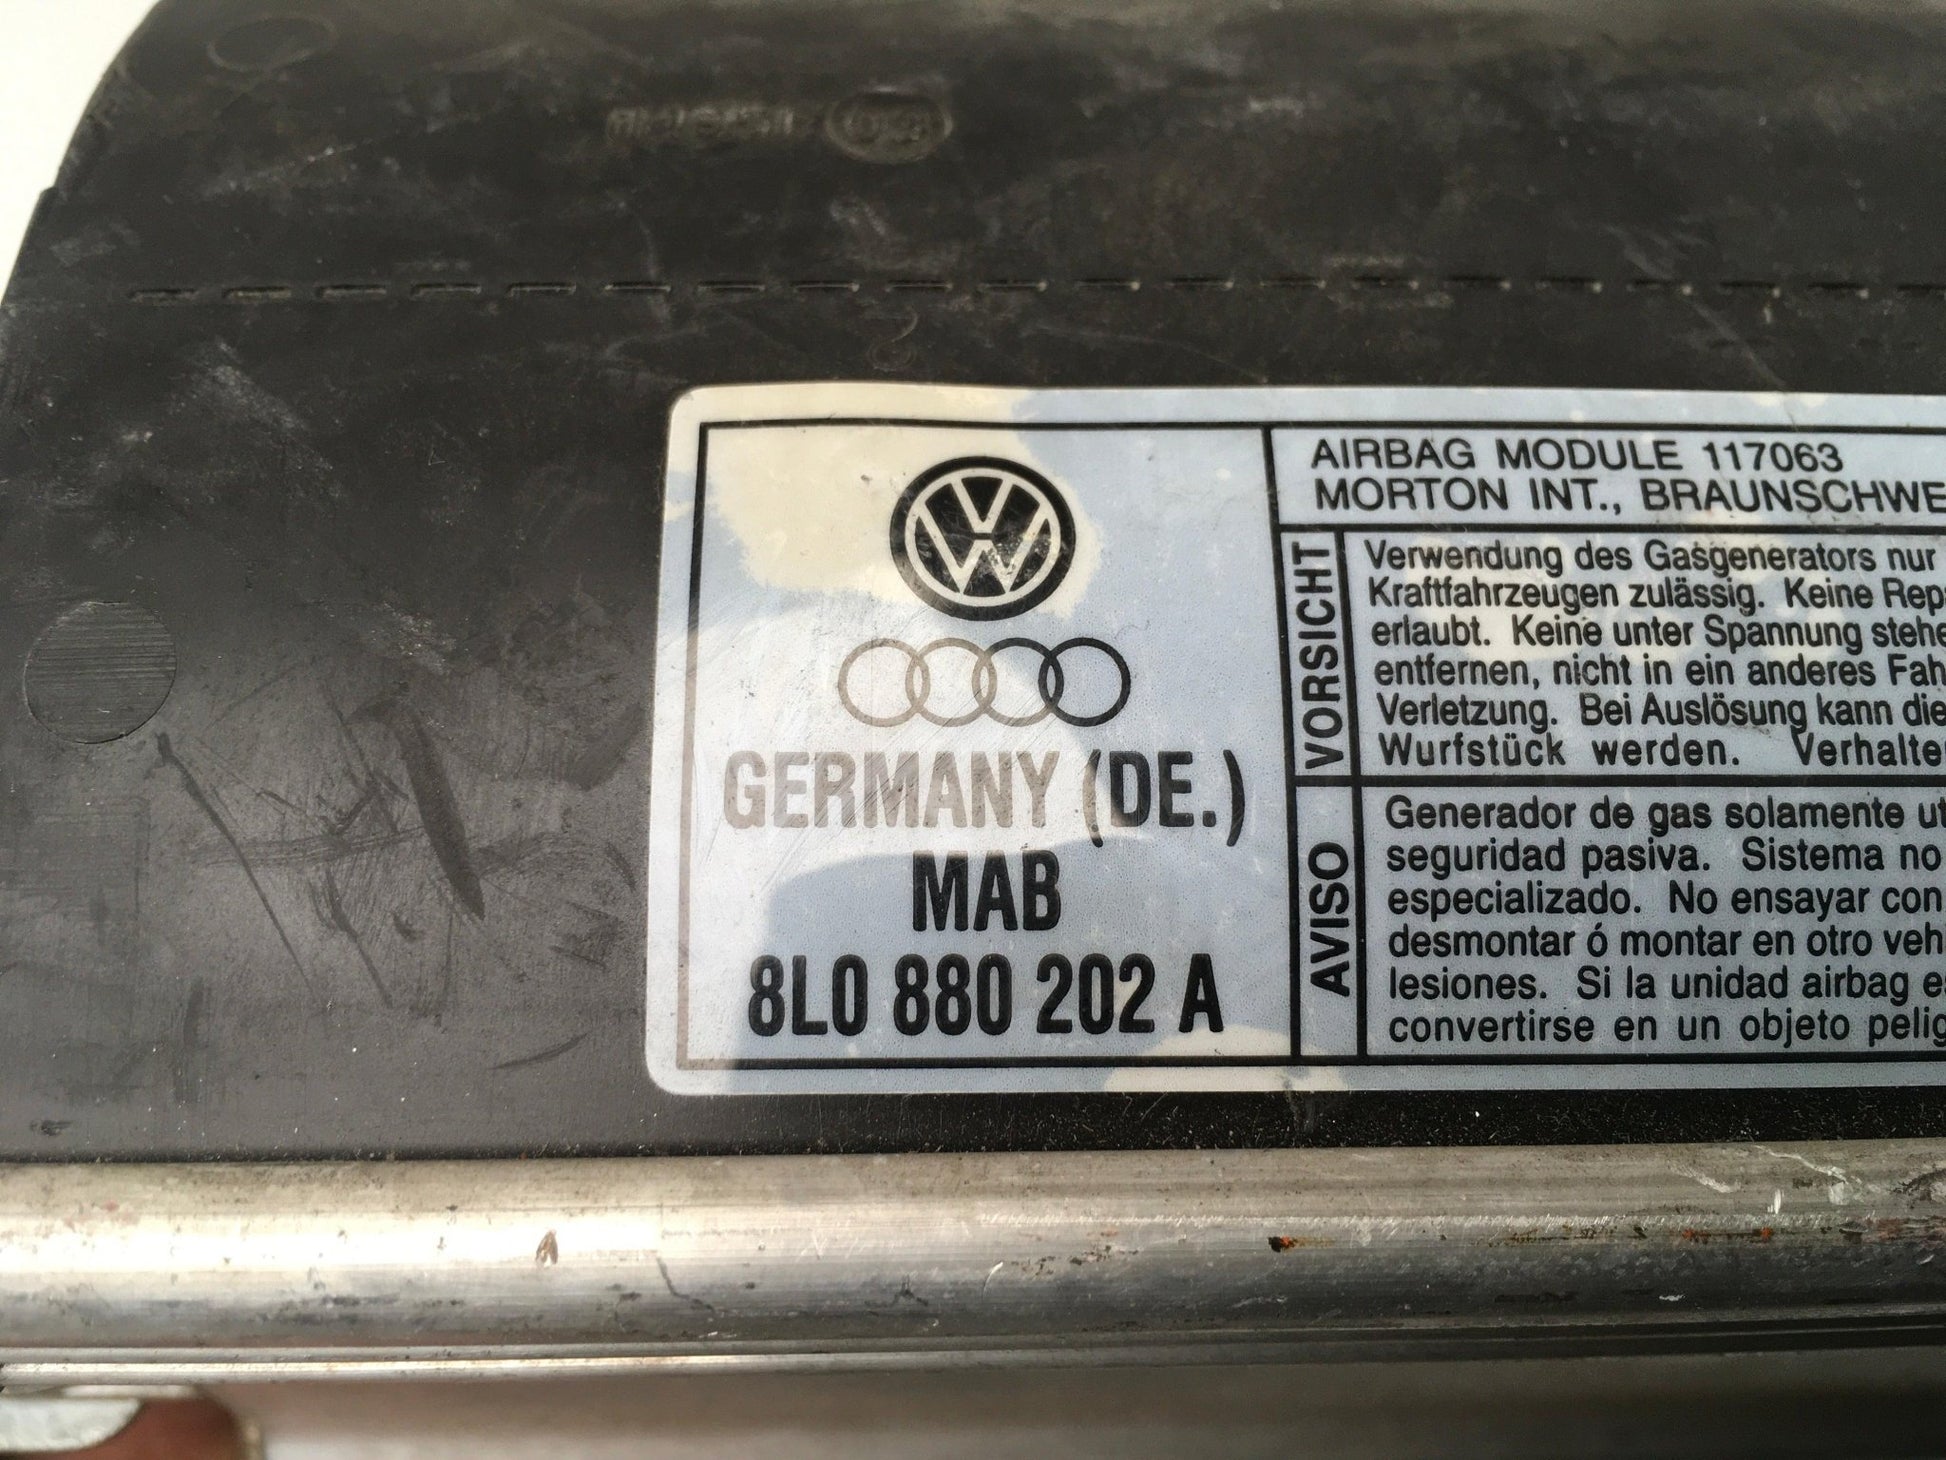 GERMANY (DE.)
MAB
8L0 880 202 A
AIRBAG MODULE 117063
MORTON INT., BRAUNSCHWE
VORSICHT
Verwendung des Gasgenerators nur
Kraftfahrzeugen zulässig. Keine Rep
erlaubt. Keine unter Spannung stehe
entfernen, nicht in ein anderes Fah
Verletzung. Bei Auslösung kann die
Wurfstück werden. Verhalte
AVISO
Generador de gas solamente ut
seguridad pasiva. Sistema no
especializado. No ensayar con
desmontar ó montar en otro veh
lesiones. Si la unidad airbag e
convertirse en un objeto pelig